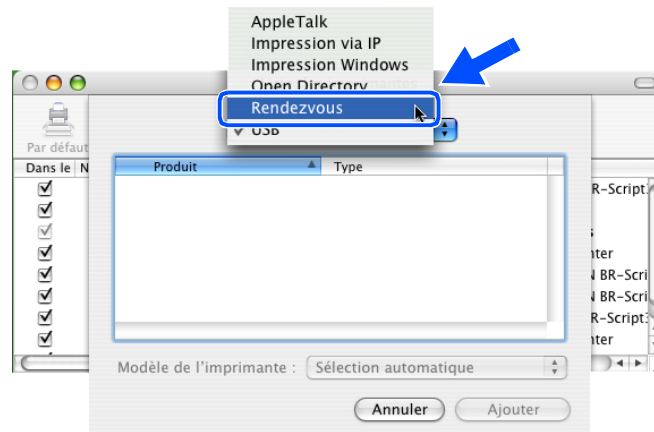 AppleTalk
Impression via IP
Impression Windows
Open Directory
Rendezvous
✓ USB
Par défaut
Dans le N
Produit Type
R-Script
nter
N BR-Scri
N BR-Scri
R-Script3
nter
Modèle de l'imprimante : Sélection automatique
Annuler Ajouter